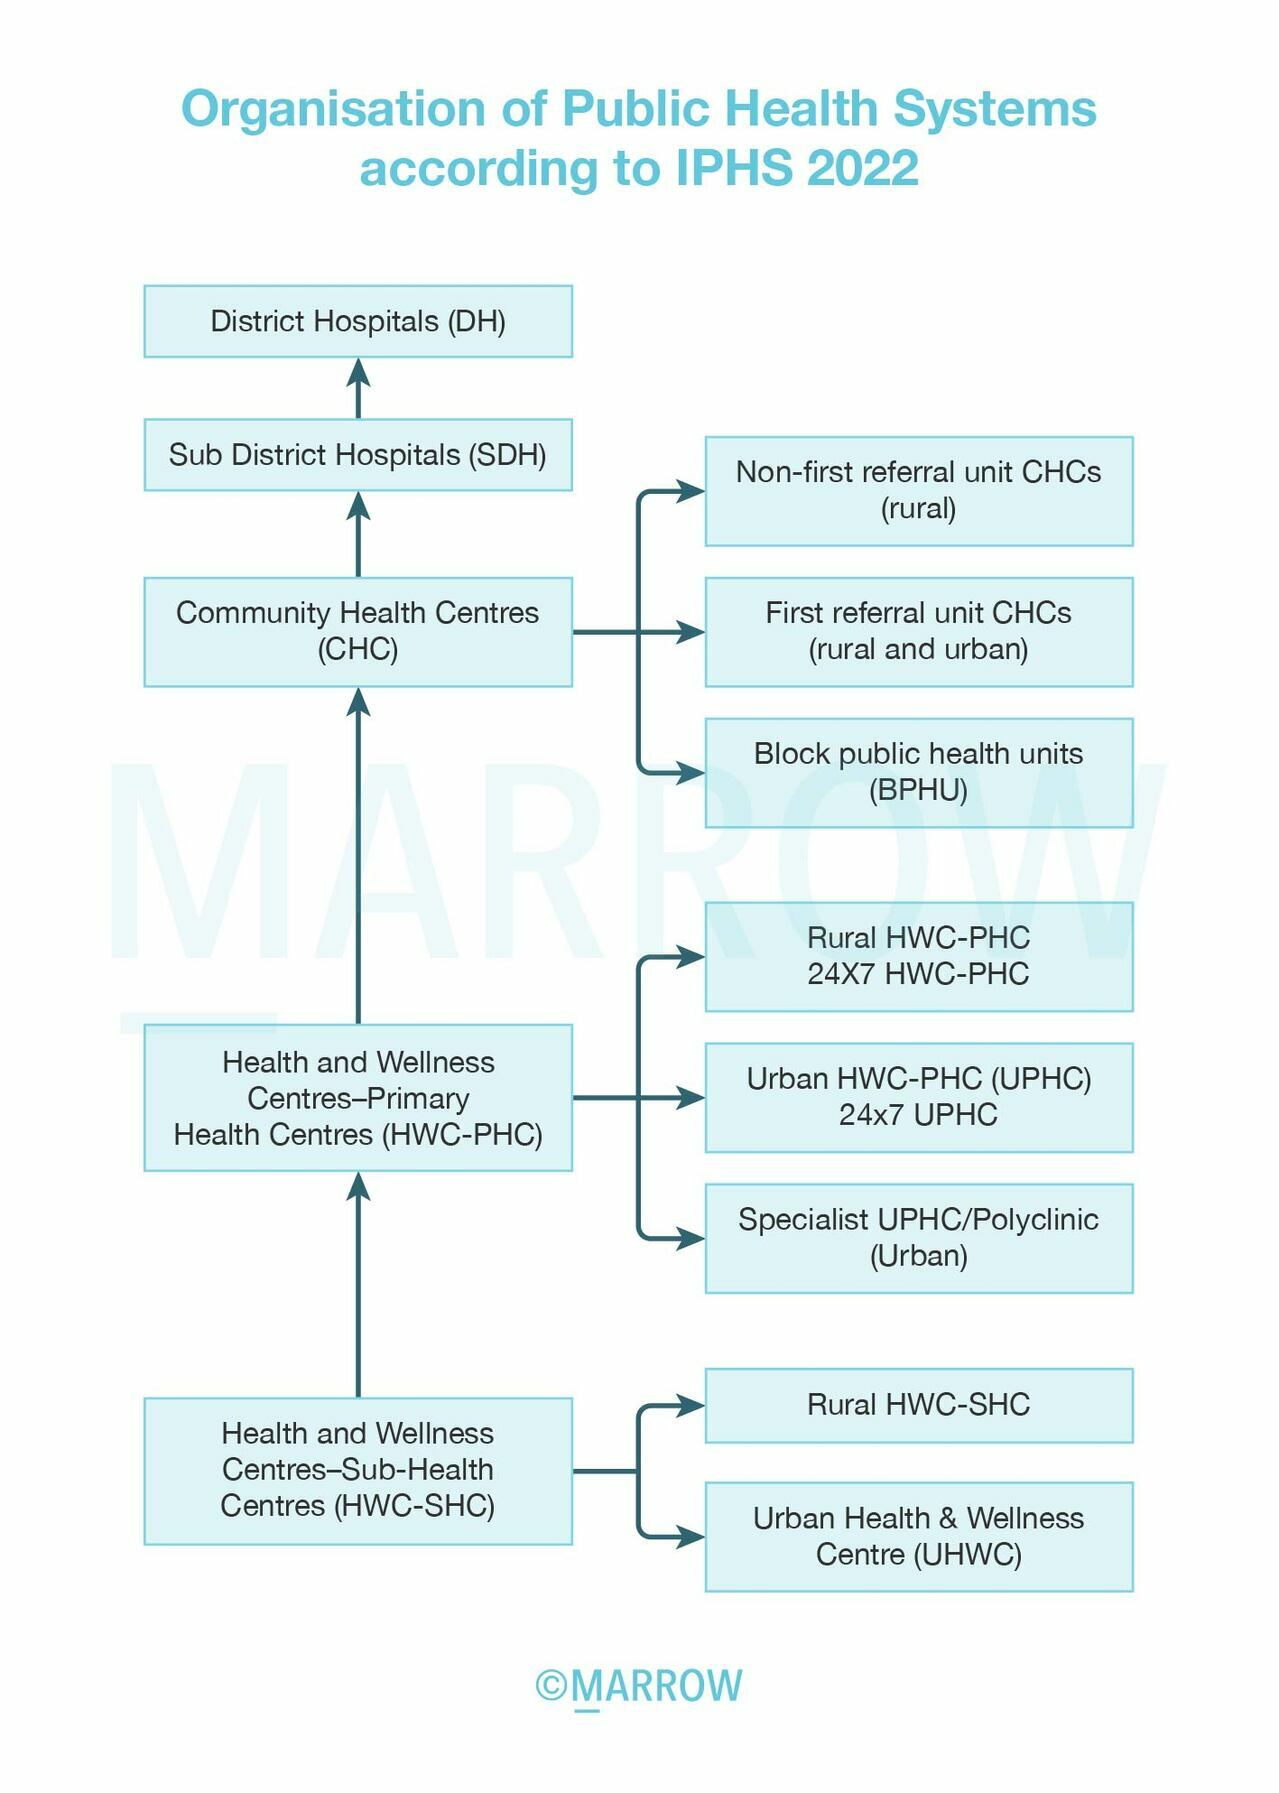 Organisation of Public Health Systems
according to IPHS 2022
District Hospitals (DH)
Sub District Hospitals (SDH)
Community Health Centres
(CHC)
Non-first referral unit CHCs
(rural)
First referral unit CHCs
(rural and urban)
Block public health units
(BPHU)
MARROW
Health and Wellness
Centres–Primary
Health Centres (HWC-PHC)
Rural HWC-PHC
24X7 HWC-PHC
Urban HWC-PHC (UPHC)
24x7 UPHC
Specialist UPHC/Polyclinic
(Urban)
Health and Wellness
Centres–Sub-Health
Centres (HWC-SHC)
Rural HWC-SHC
Urban Health & Wellness
Centre (UHWC)
©MARROW